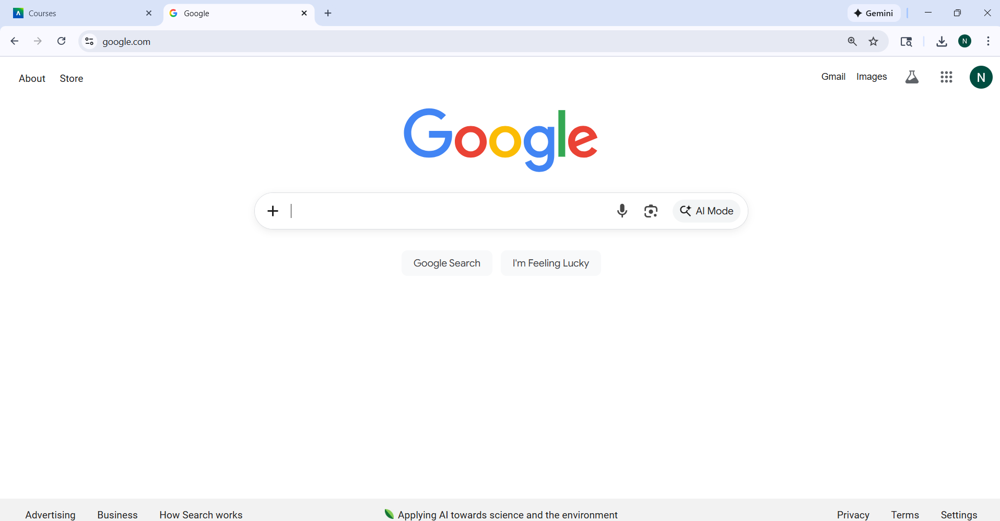 Courses
Google
Gemini
google.com
N
About Store
Gmail Images
N
Google
AI Mode
Google Search
I'm Feeling Lucky
Advertising Business How Search works
Applying AI towards science and the environment
Privacy Terms Settings